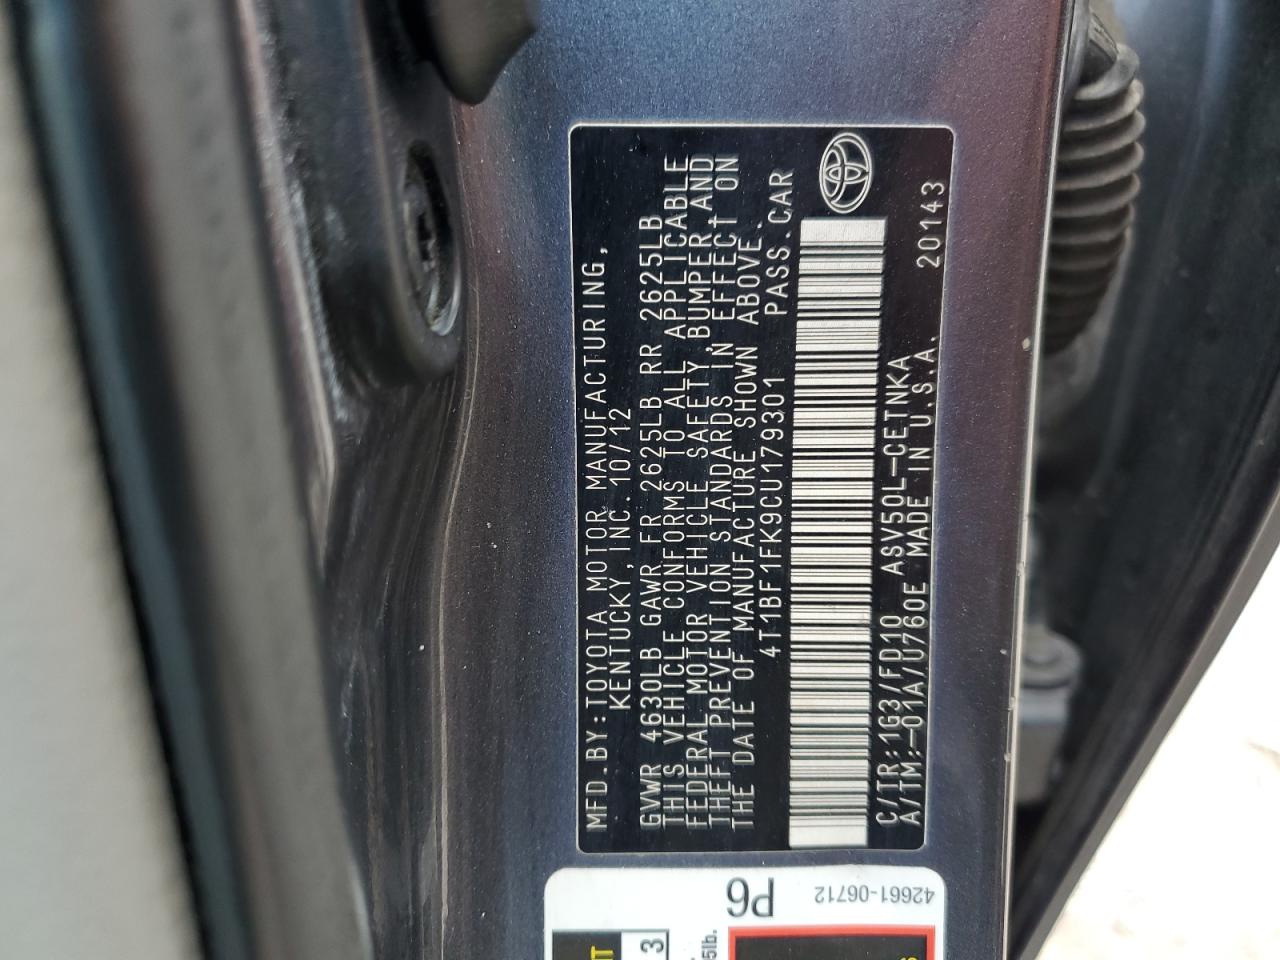 MFD.BY:TOYOTA MOTOR MANUFACTURING,
KENTUCKY,INC. 10/12
GVWR 4630LB GAWR FR 2625LB RR 2625LB
THIS VEHICLE CONFORMS TO ALL APPLICABLE
FEDERAL MOTOR VEHICLE SAFETY,BUMPER,AND
THEFT PREVENTION STANDARDS IN EFFECT ON
THE DATE OF MANUFACTURE SHOWN ABOVE.
4T1BF1FK9CU179301 PASS.CAR
C/TR:1G3/FD10 ASV50L-CETNKA
A/TM:-01A/U760E MADE IN U.S.A. 20143
P6
42661-06712
3